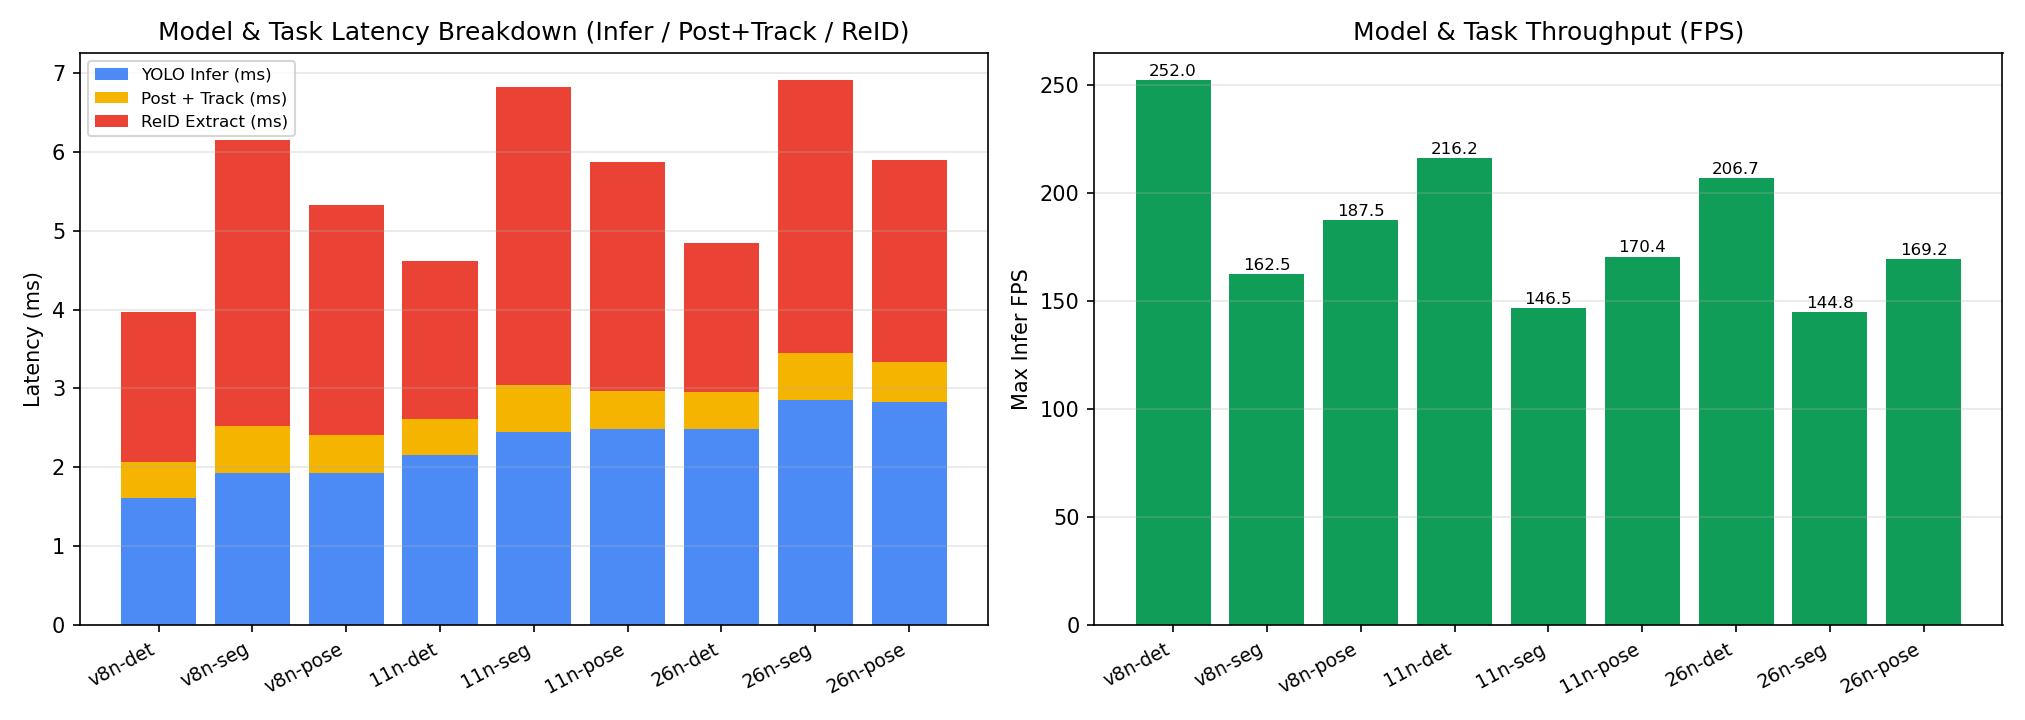 Model & Task Latency Breakdown (Infer / Post+Track / ReID)
YOLO Infer (ms)
Post + Track (ms)
ReID Extract (ms)
Latency (ms)
7
6
5
4
3
2
1
0
v8n-det
v8n-seg
v8n-pose
11n-det
11n-seg
11n-pose
26n-det
26n-seg
26n-pose
Model & Task Throughput (FPS)
Max Infer FPS
250
200
150
100
50
0
252.0
162.5
187.5
216.2
146.5
170.4
206.7
144.8
169.2
v8n-det
v8n-seg
v8n-pose
11n-det
11n-seg
11n-pose
26n-det
26n-seg
26n-pose